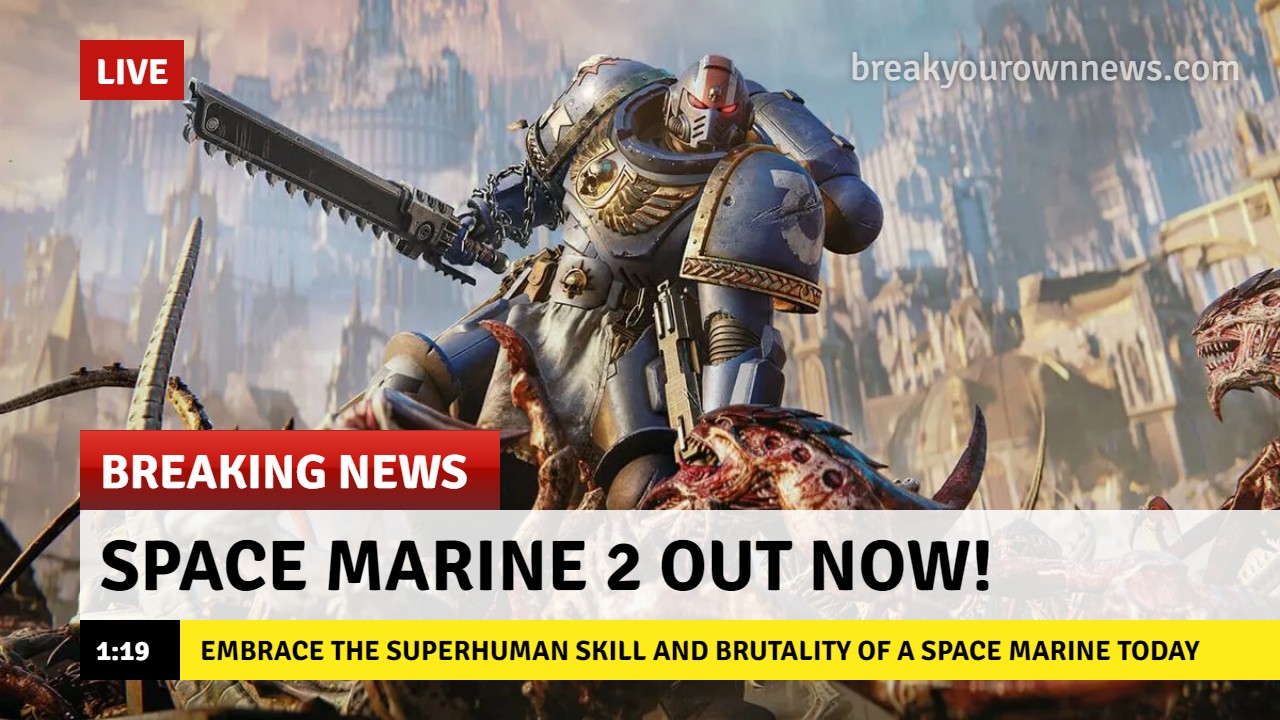 LIVE
breakyourownnews.com
BREAKING NEWS
SPACE MARINE 2 OUT NOW!
1:19
EMBRACE THE SUPERHUMAN SKILL AND BRUTALITY OF A SPACE MARINE TODAY